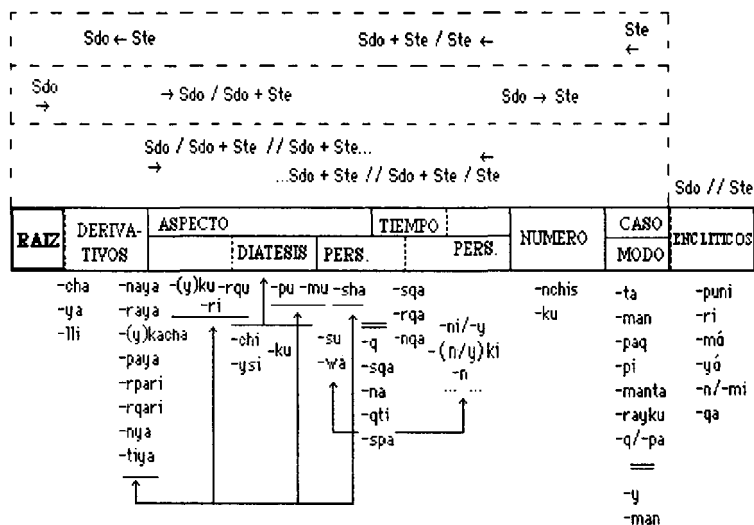 Sdo ← Ste Sdo + Ste / Ste ← Ste ←
Sdo → → Sdo / Sdo + Ste Sdo → Ste
Sdo / Sdo + Ste // Sdo + Ste...
→ ...Sdo + Ste // Sdo + Ste / Ste ←
Sdo // Ste
RAIZ
DERIVA-
TIVOS
ASPECTO
DIATESIS
PERS.
TIEMPO
PERS.
NUMERO
CASO
MODO
ENCLITICOS
-cha
-ya
-lli
-naya
-raya
-(y)kacha
-paya
-rpari
-rqari
-nya
-tiya
-(y)ku -rqu
-ri
-chi
-ysi
-ku
-pu -mu -sha
-su
-wa
-q
-sqa
-na
-qti
-spa
-sqa
-rqa
-nqa
-ni/-y
-(n/y)ki
-n
... ...
-nchis
-ku
-ta
-man
-paq
-pi
-manta
-rayku
-q/-pa
-y
-man
-puni
-ri
-má
-yá
-n/-mi
-qa